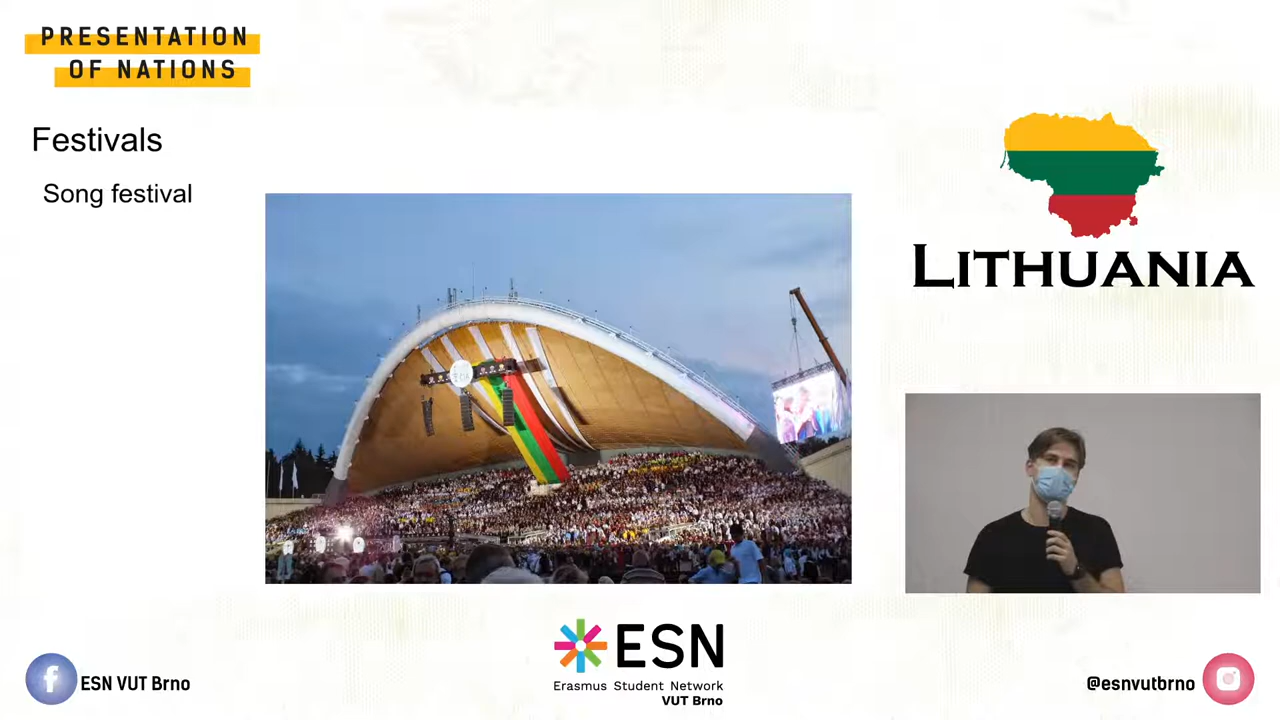 PRESENTATION
OF NATIONS
Festivals
Song festival
LITHUANIA
ESN
Erasmus Student Network
VUT Brno
ESN VUT Brno
@esnvutbrno